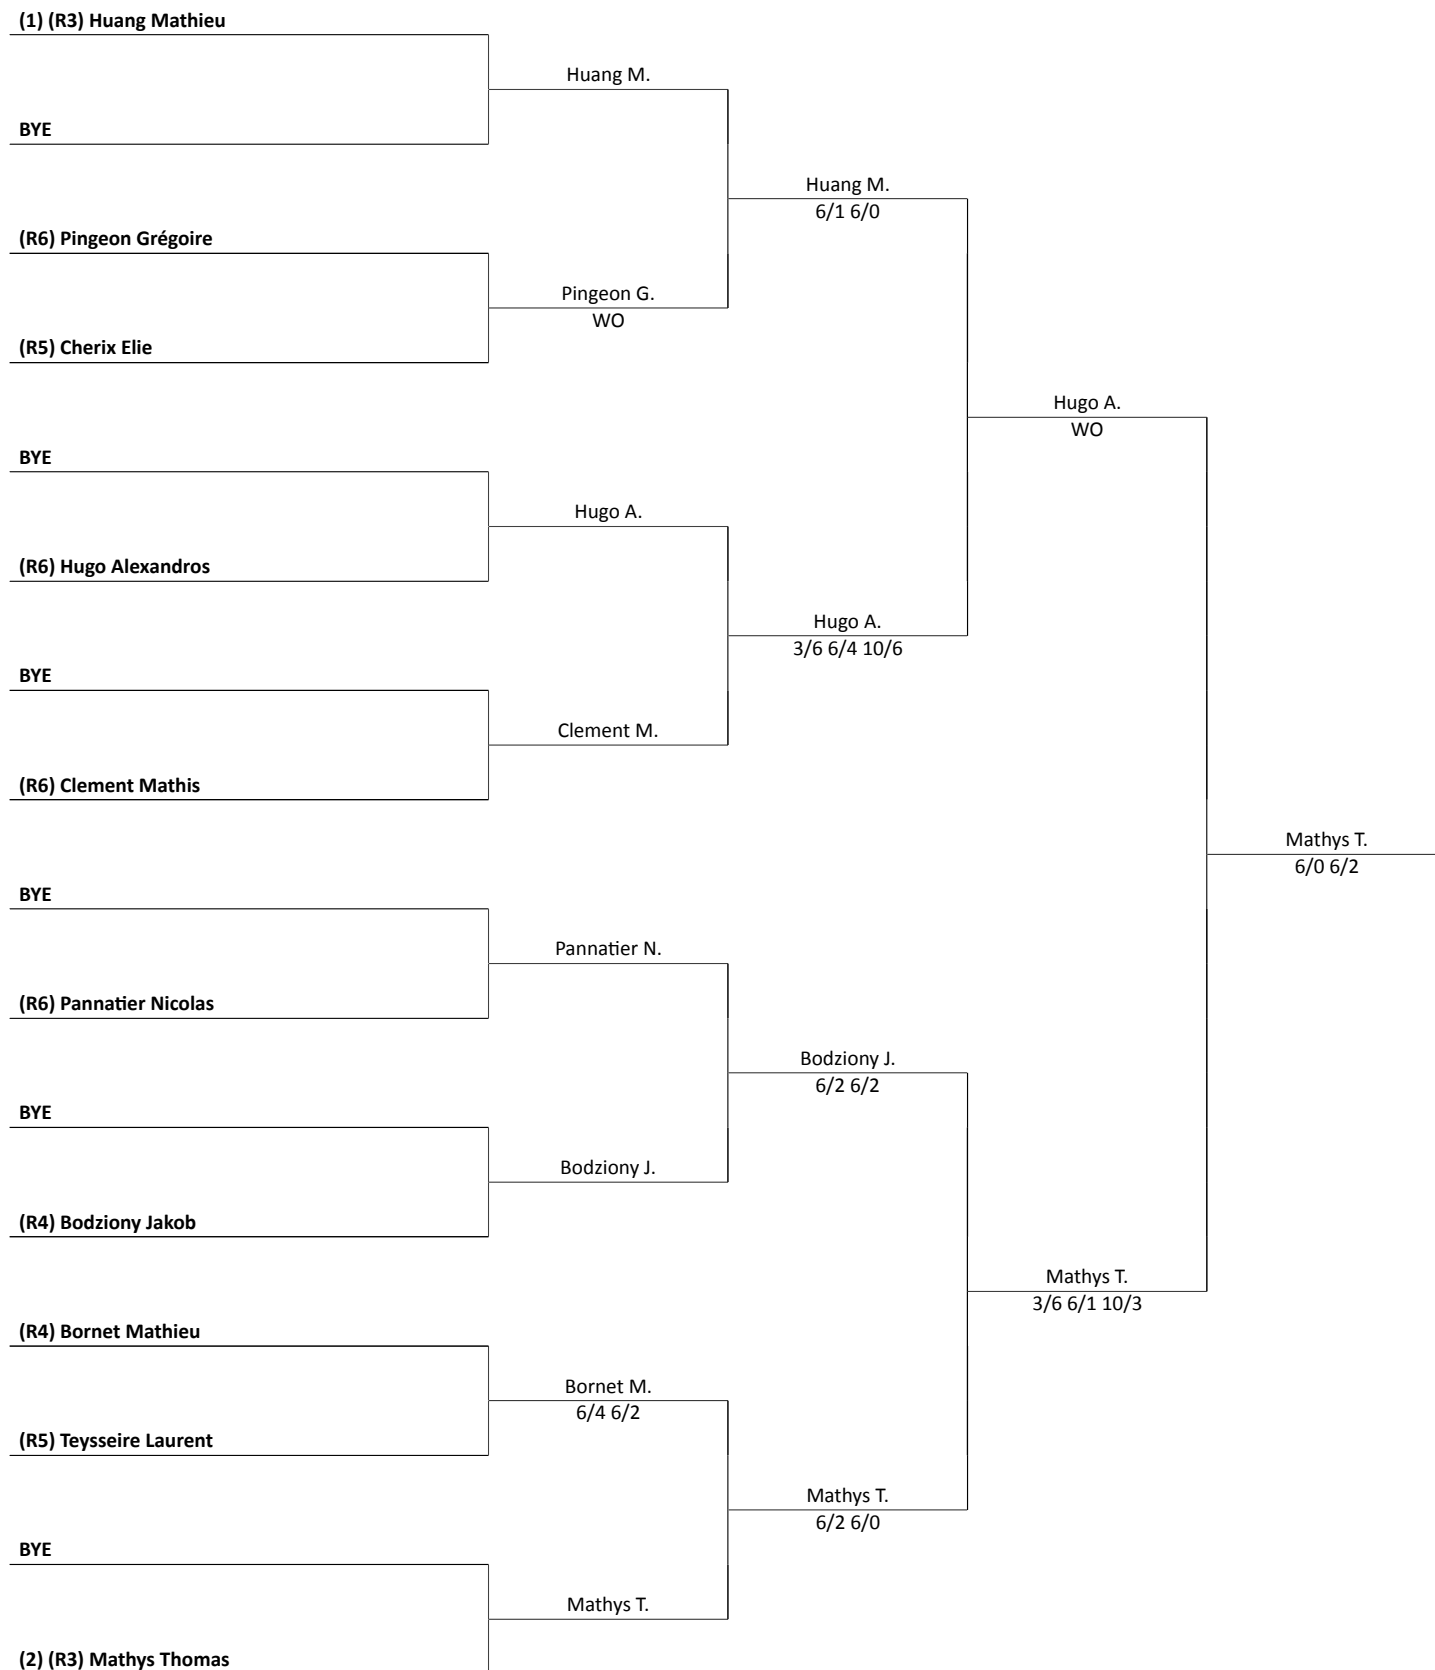 (1) (R3) Huang Mathieu
Huang M.
BYE
Huang M.
6/1 6/0
(R6) Pingeon Grégoire
Pingeon G.
WO
(R5) Cherix Elie
Hugo A.
WO
BYE
Hugo A.
(R6) Hugo Alexandros
Hugo A.
3/6 6/4 10/6
BYE
Clement M.
(R6) Clement Mathis
Mathys T.
6/0 6/2
BYE
Pannatier N.
(R6) Pannatier Nicolas
Bodziony J.
6/2 6/2
BYE
Bodziony J.
(R4) Bodziony Jakob
Mathys T.
3/6 6/1 10/3
(R4) Bornet Mathieu
Bornet M.
6/4 6/2
(R5) Teysseire Laurent
Mathys T.
6/2 6/0
BYE
Mathys T.
(2) (R3) Mathys Thomas